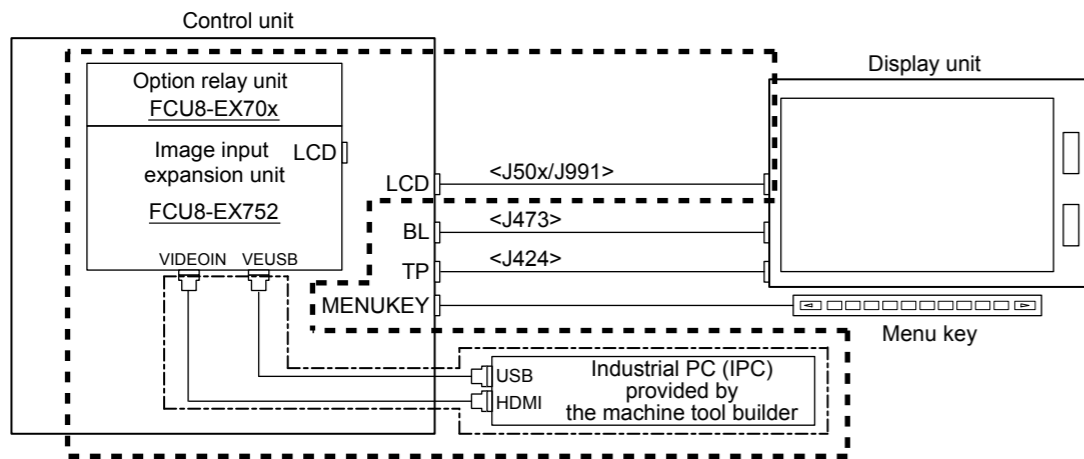 Control unit
Option relay unit
FCU8-EX70x
Image input
expansion unit
LCD
FCU8-EX752
VIDEOIN
VEUSB
LCD
<J50x/J991>
BL
<J473>
TP
<J424>
MENUKEY
Display unit
Menu key
USB
HDMI
Industrial PC (IPC)
provided by
the machine tool builder